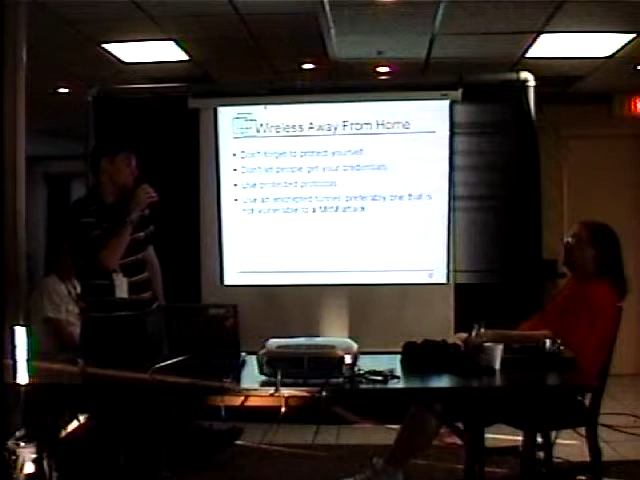 Wireless Away From Home
• Don't forget to protect yourself
• Don't let people get your credentials
• Use protected protocols
• Use an encrypted tunnel, preferably one that is
not vulnerable to a MitM attack